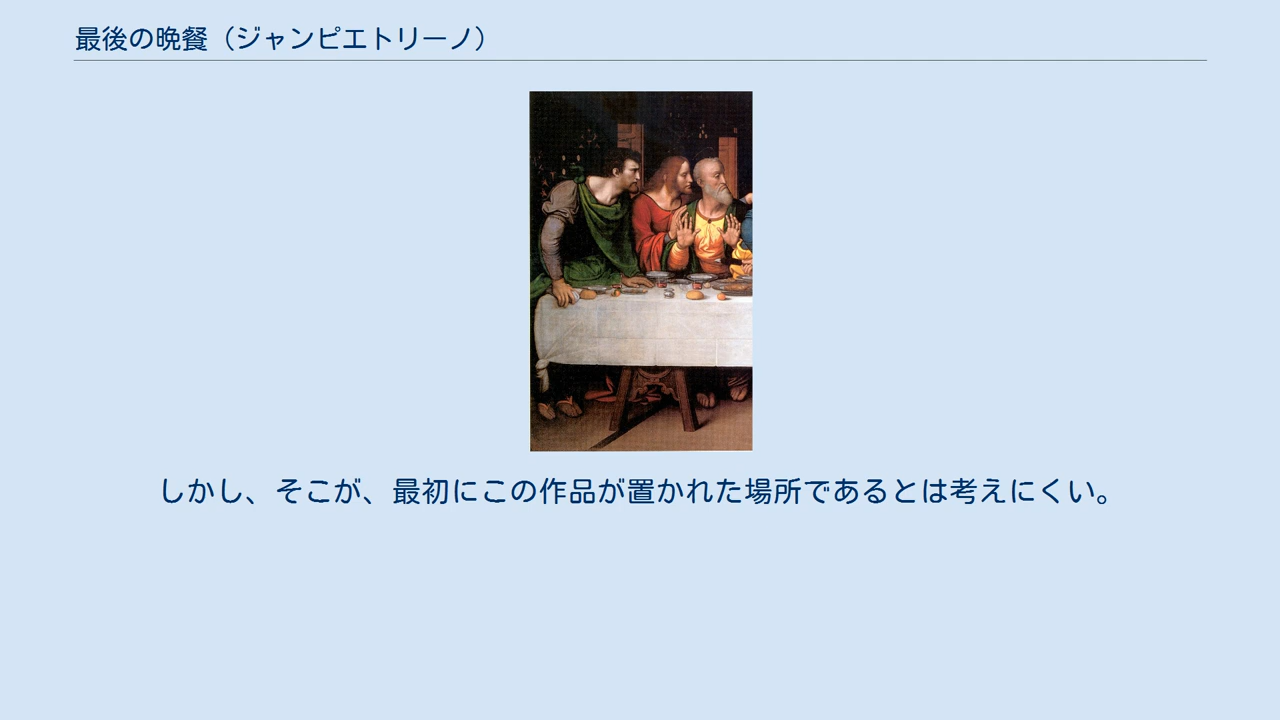 最後の晩餐（ジャンピエトリーノ）
しかし、そこが、最初にこの作品が置かれた場所であるとは考えにくい。